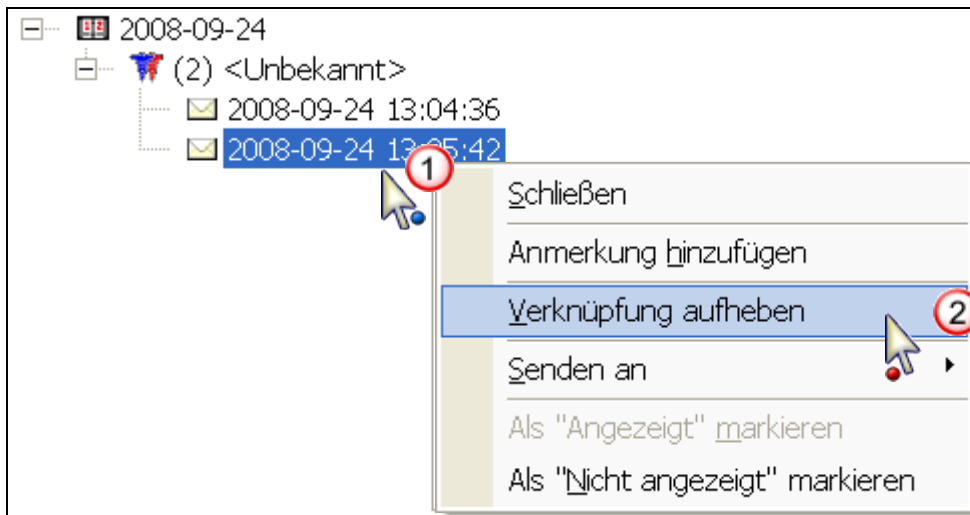 2008-09-24
(2) <Unbekannt>
2008-09-24 13:04:36
2008-09-24 13:05:42
1
Schließen
Anmerkung hinzufügen
Verknüpfung aufheben
2
Senden an
Als "Angezeigt" markieren
Als "Nicht angezeigt" markieren